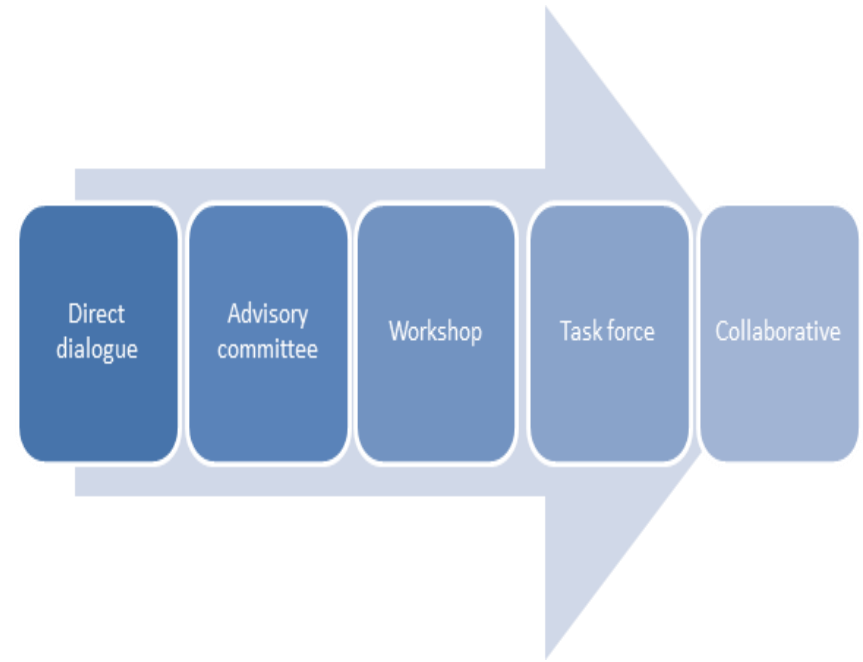 Direct
dialogue
Advisory
committee
Workshop
Task force
Collaborative